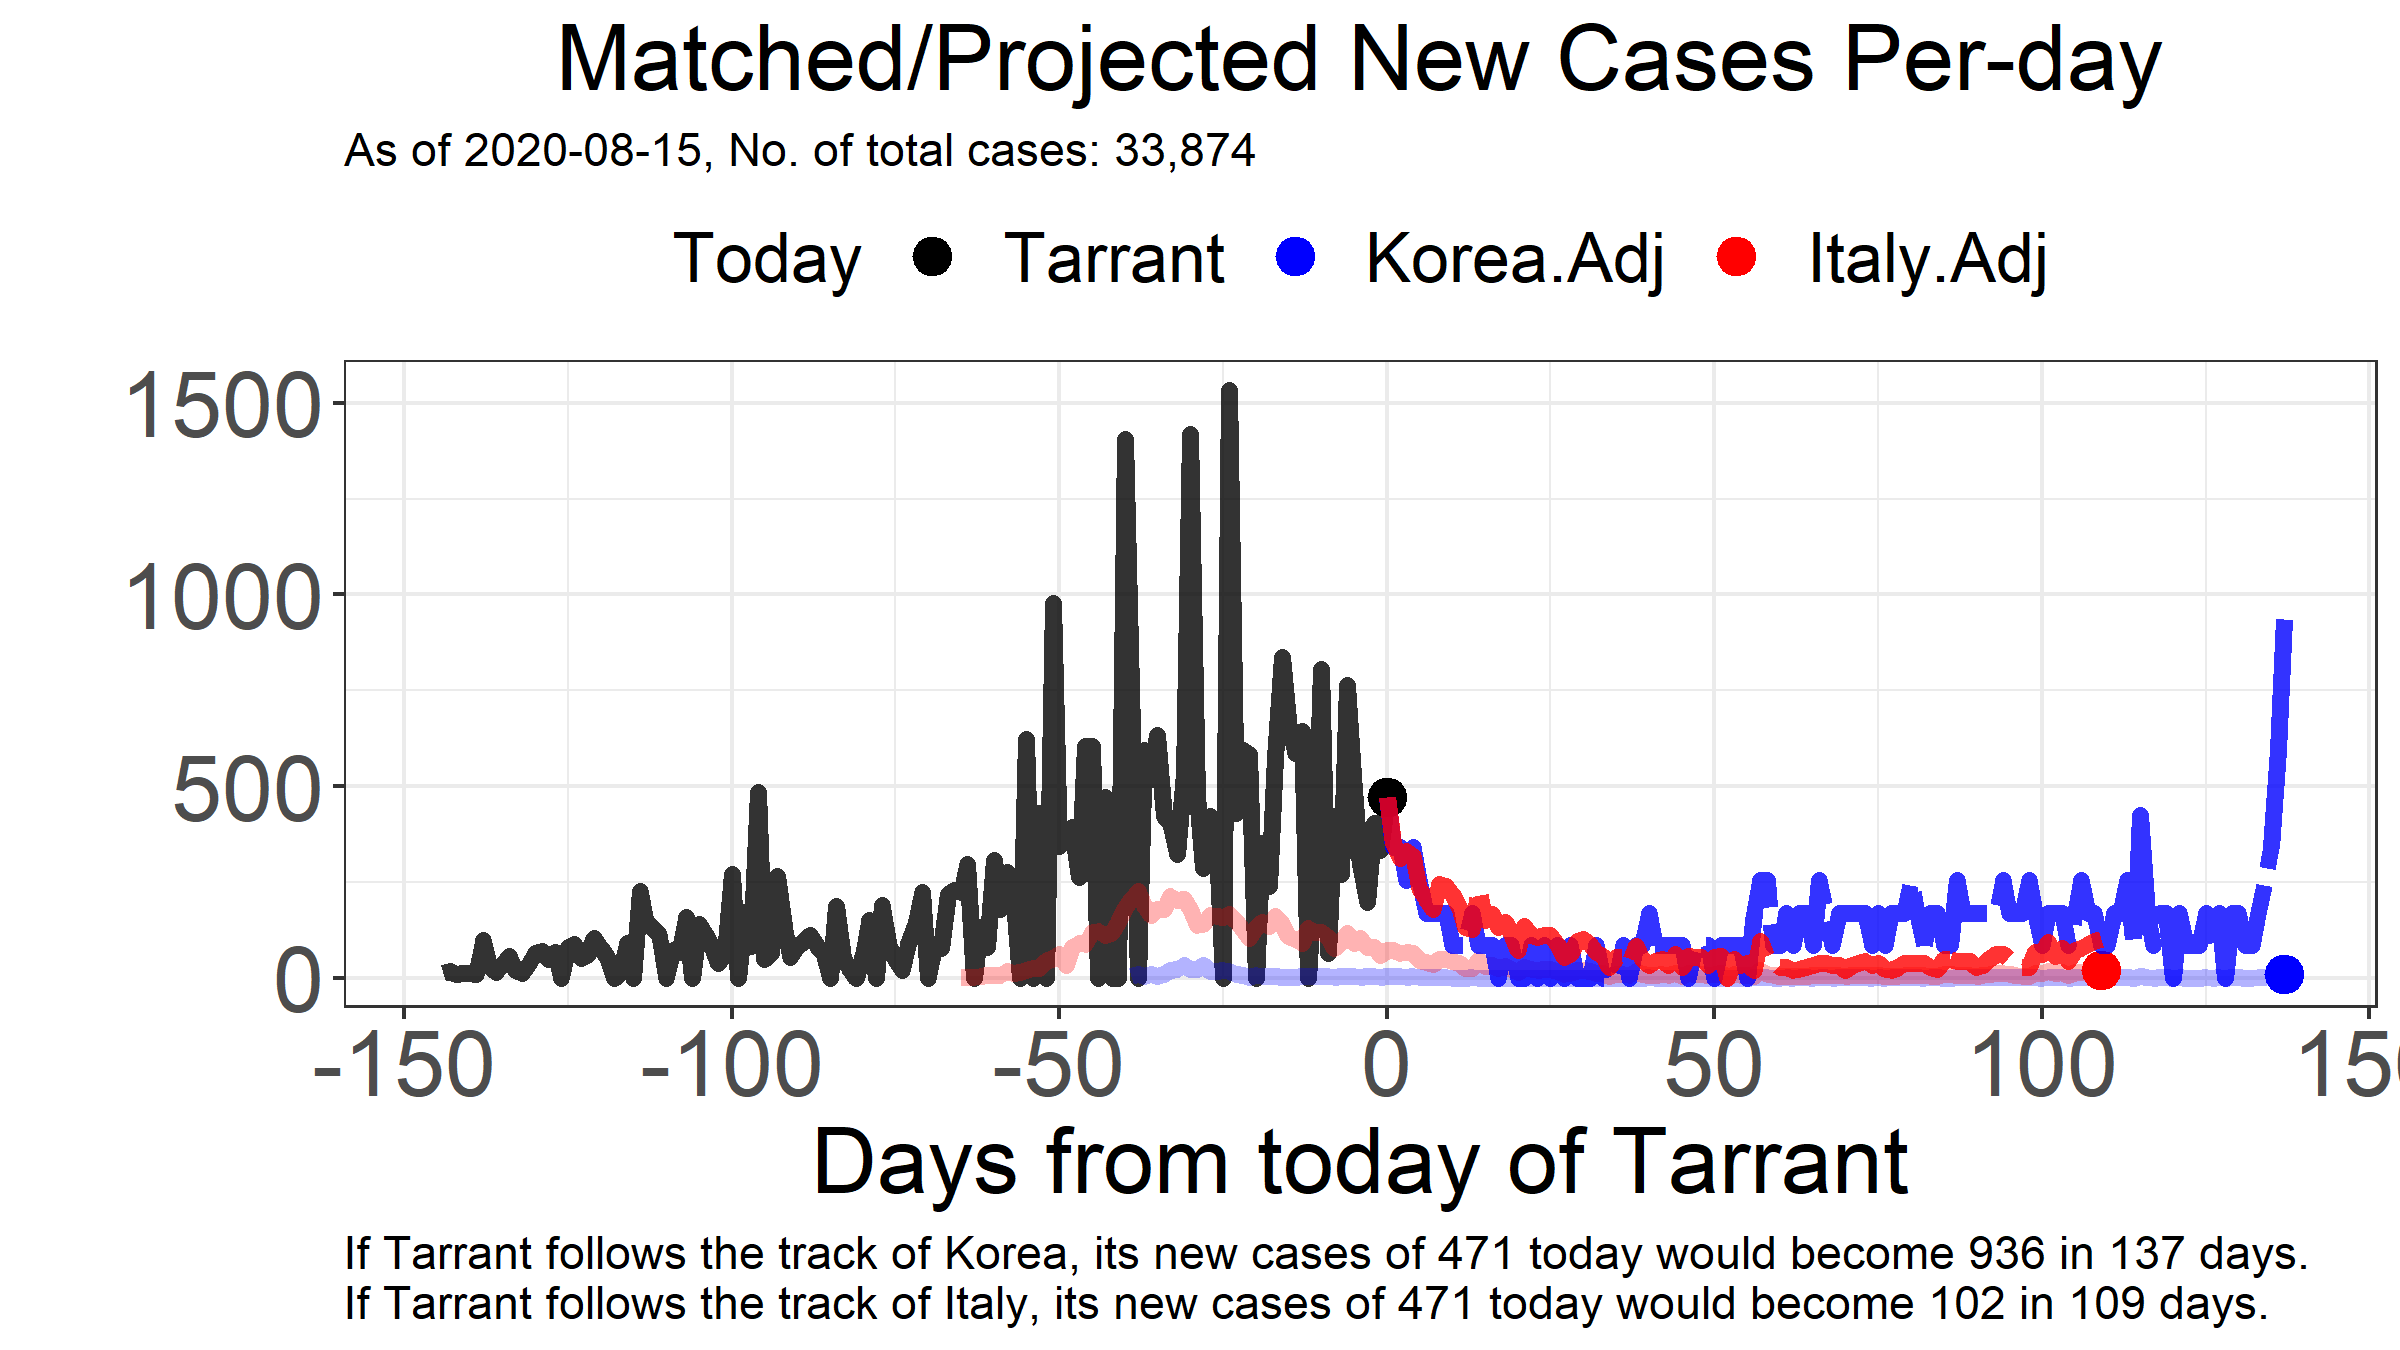 Matched/Projected New Cases Per-day
As of 2020-08-15, No. of total cases: 33,874
Today Tarrant Korea.Adj Italy.Adj
1500
1000
500
0
-150 -100 -50 0 50 100 150
Days from today of Tarrant
If Tarrant follows the track of Korea, its new cases of 471 today would become 936 in 137 days.
If Tarrant follows the track of Italy, its new cases of 471 today would become 102 in 109 days.